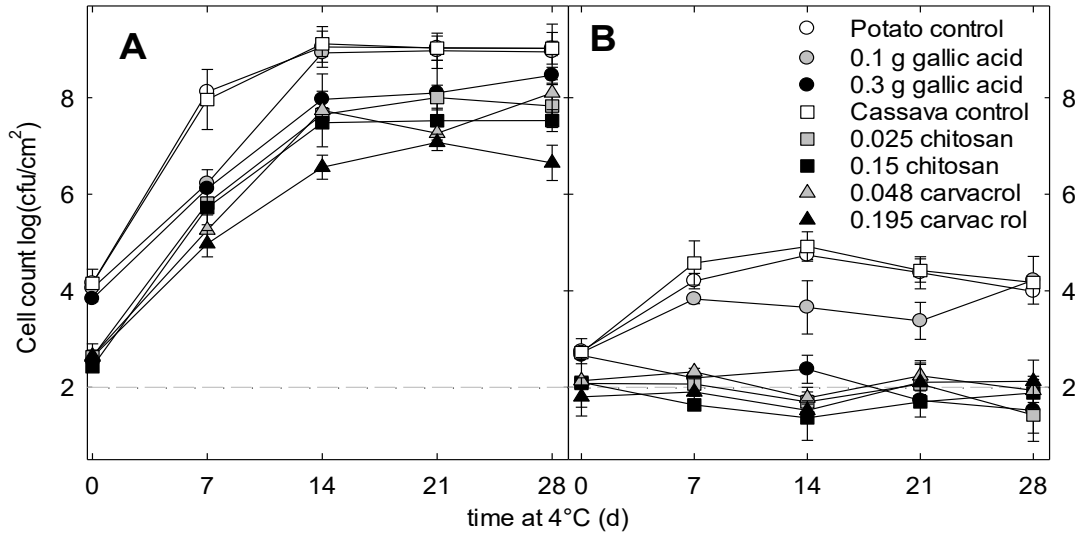 A
B
Cell count log(cfu/cm²)
8
6
4
2
8
6
4
2
Potato control
0.1 g gallic acid
0.3 g gallic acid
Cassava control
0.025 chitosan
0.15 chitosan
0.048 carvacrol
0.195 carvac rol
0 7 14 21 28 0 7 14 21 28
time at 4°C (d)